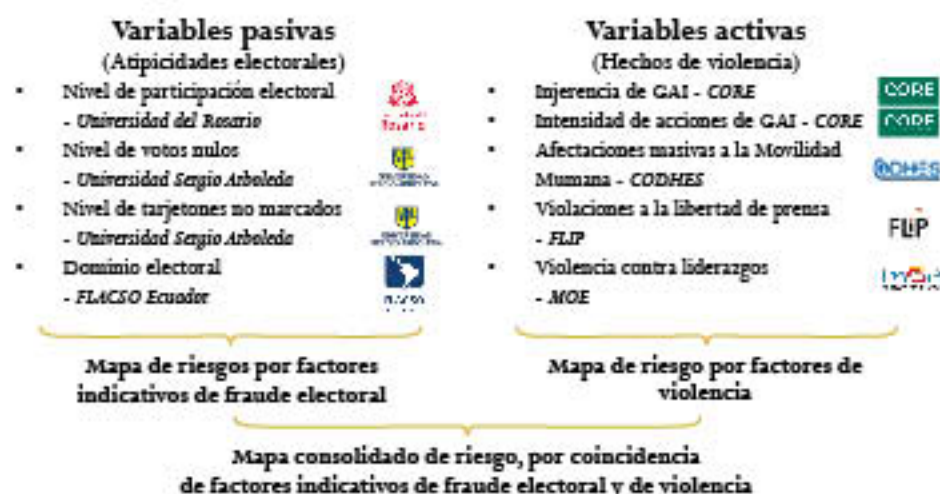 Variables pasivas
(Atipicidades electorales)
• Nivel de participación electoral
- Universidad del Rosario
• Nivel de votos nulos
- Universidad Sergio Arboleda
• Nivel de tarjetones no marcados
- Universidad Sergio Arboleda
• Dominio electoral
- FLACSO Ecuador
Rosario
FLACSO
Mapa de riesgos por factores
indicativos de fraude electoral
Variables activas
(Hechos de violencia)
• Injerencia de GAI - CORE
• Intensidad de acciones de GAI - CORE
• Afectaciones masivas a la Movilidad
Mumana - CODHES
• Violaciones a la libertad de prensa
- FLIP
• Violencia contra liderazgos
- MOE
CORE
CORE
CODHES
FLIP
Mapa de riesgo por factores de
violencia
Mapa consolidado de riesgo, por coincidencia
de factores indicativos de fraude electoral y de violencia